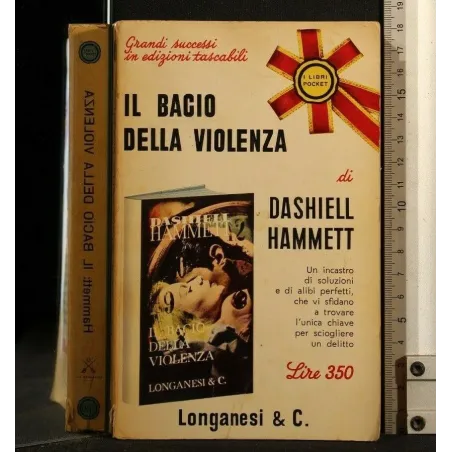 Grandi successi
in edizioni tascabili
I LIBRI
POCKET
IL BACIO
DELLA VIOLENZA
di
DASHIELL
HAMMETT
Un incastro
di soluzioni
e di alibi perfetti,
che vi sfidano
a trovare
l'unica chiave
per sciogliere
un delitto
Lire 350
Longanesi & C.
DASHIELL
HAMMETT
IL BACIO
DELLA
VIOLENZA
LONGANESI & C.
Hammett: IL BACIO DELLA VIOLENZA